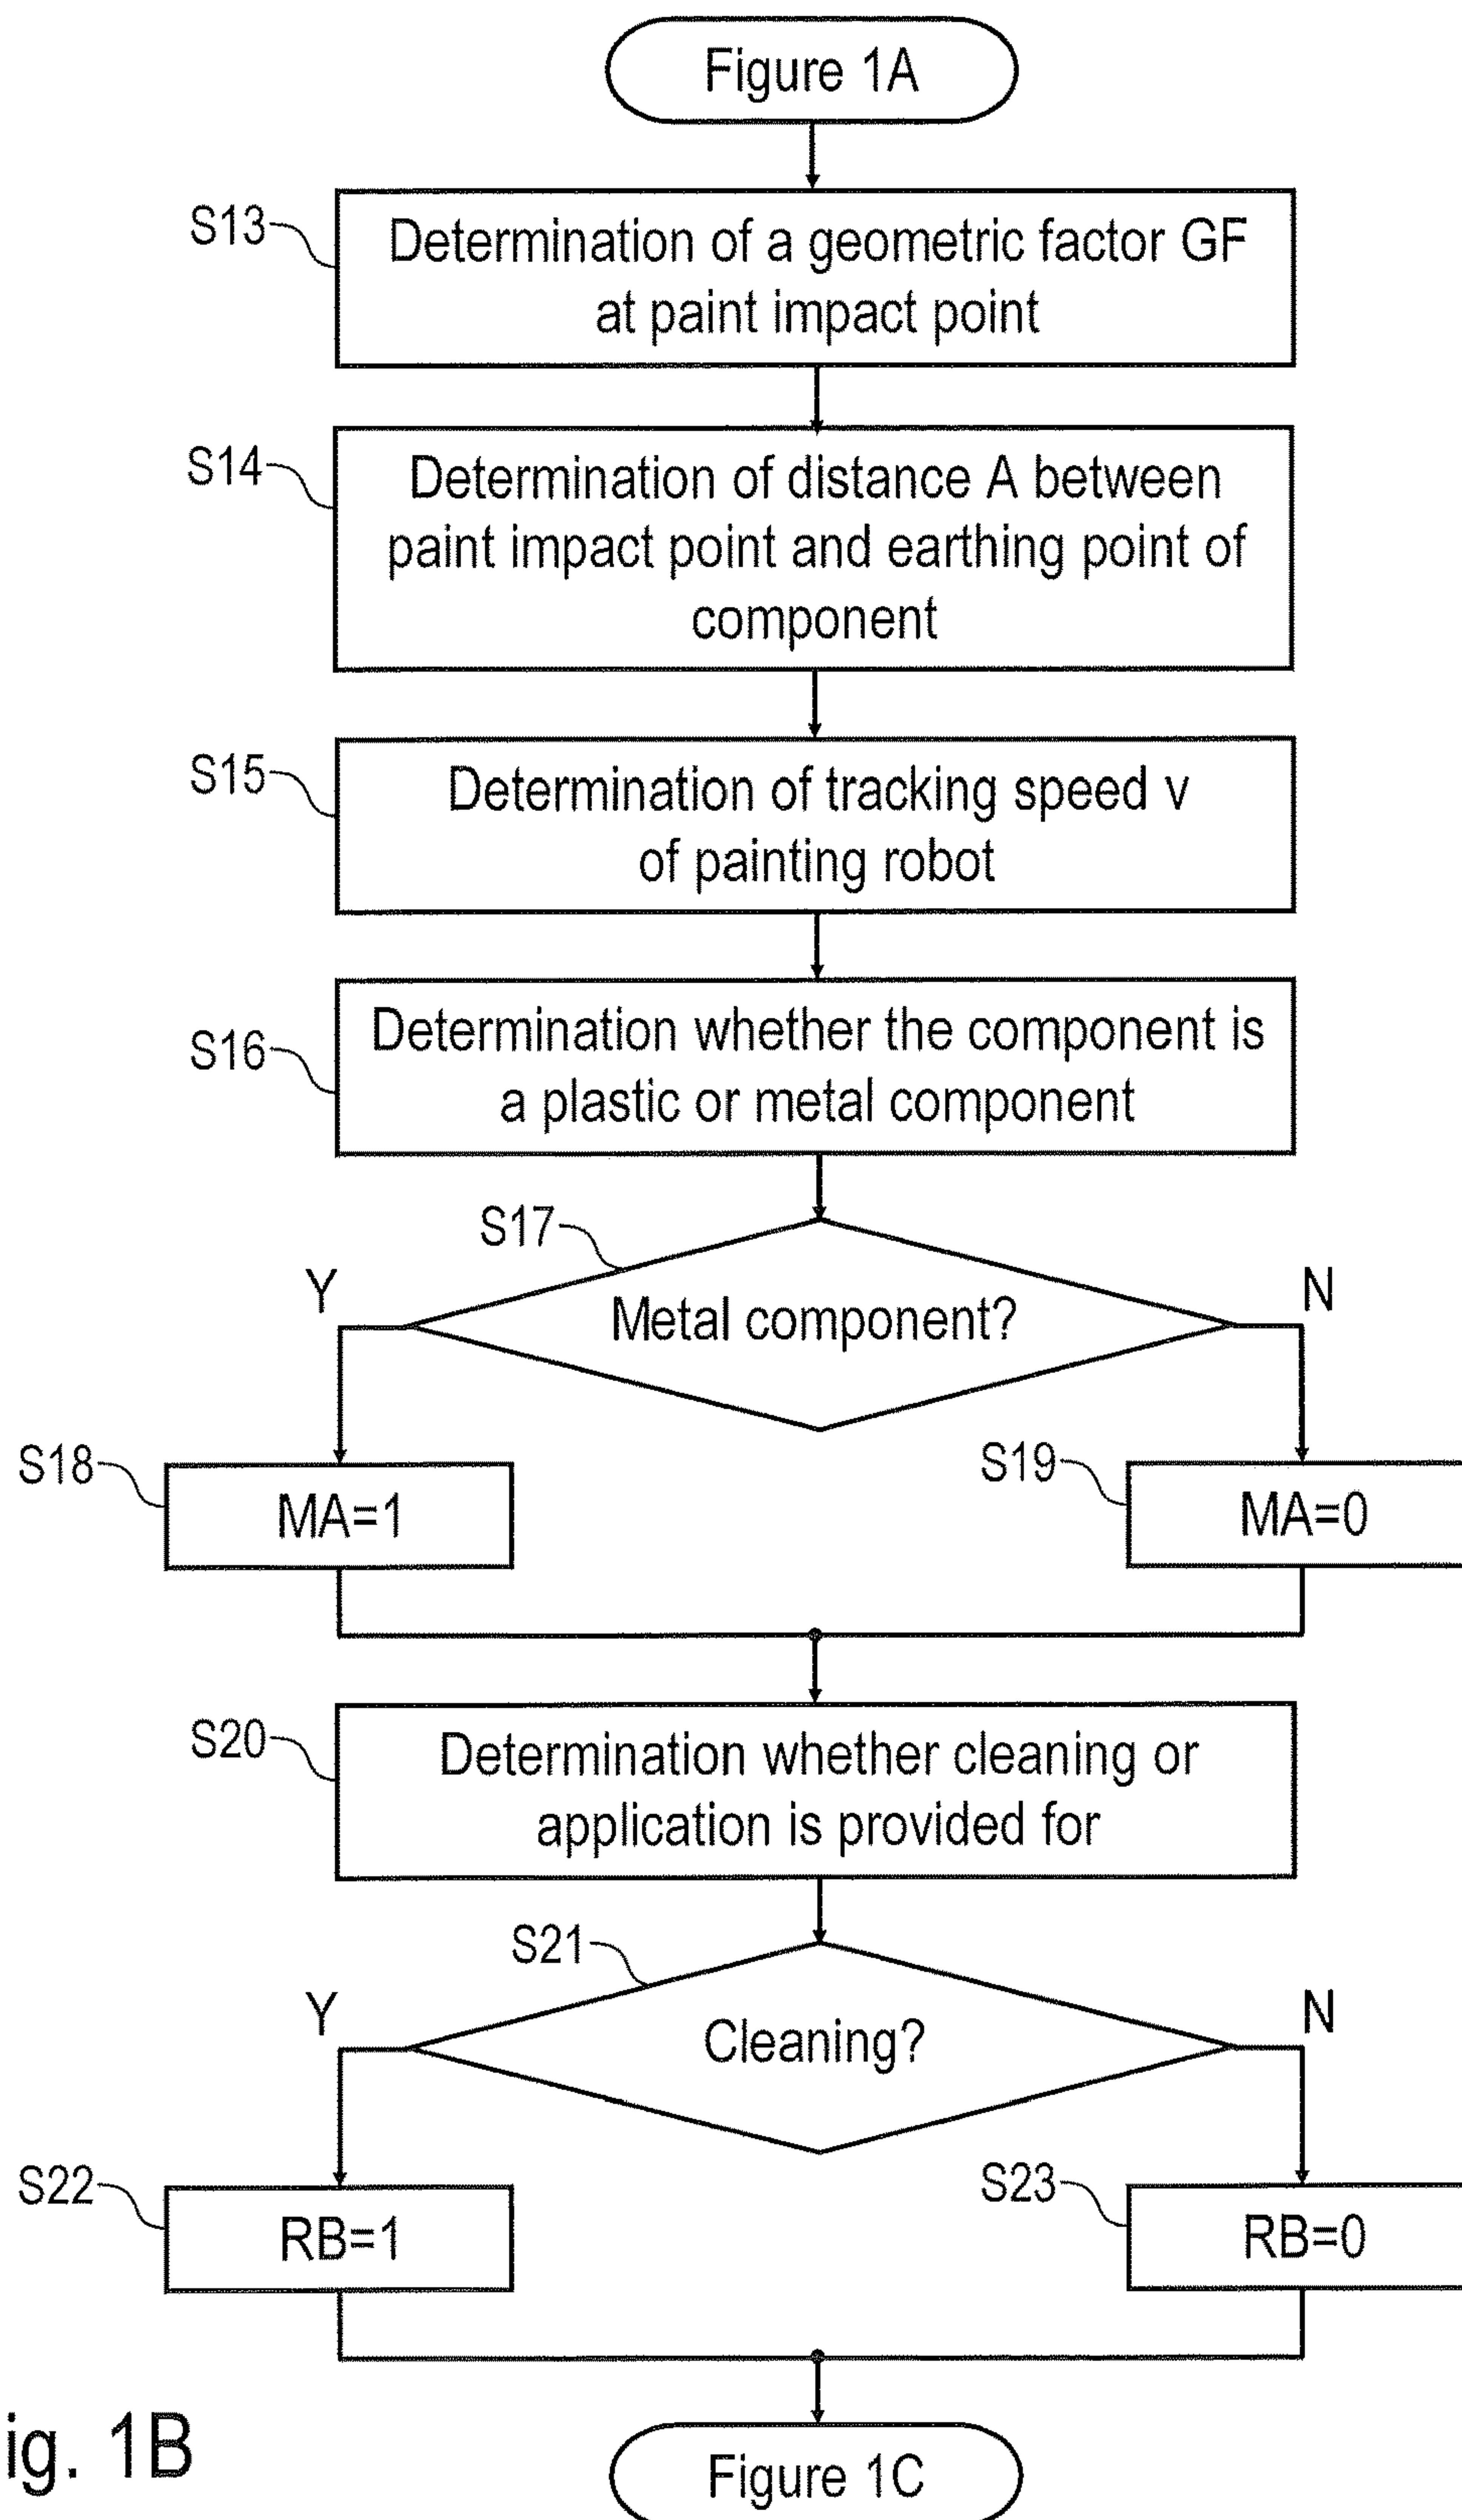 Figure 1A
S13
Determination of a geometric factor GF
at paint impact point
S14
Determination of distance A between
paint impact point and earthing point of
component
S15
Determination of tracking speed v
of painting robot
S16
Determination whether the component is
a plastic or metal component
S17
Y
Metal component?
N
S18
MA=1
S19
MA=0
S20
Determination whether cleaning or
application is provided for
S21
Y
Cleaning?
N
S22
RB=1
S23
RB=0
ig. 1B
Figure 1C